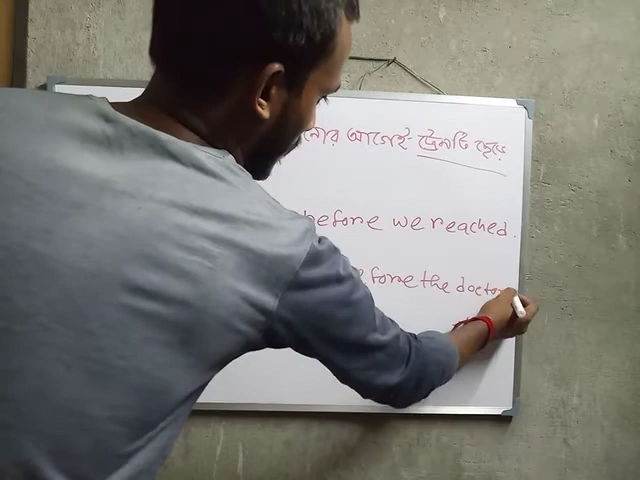 নোর আগেই ট্রেনটি ছেড়ে
before we reached.
fore the doctor